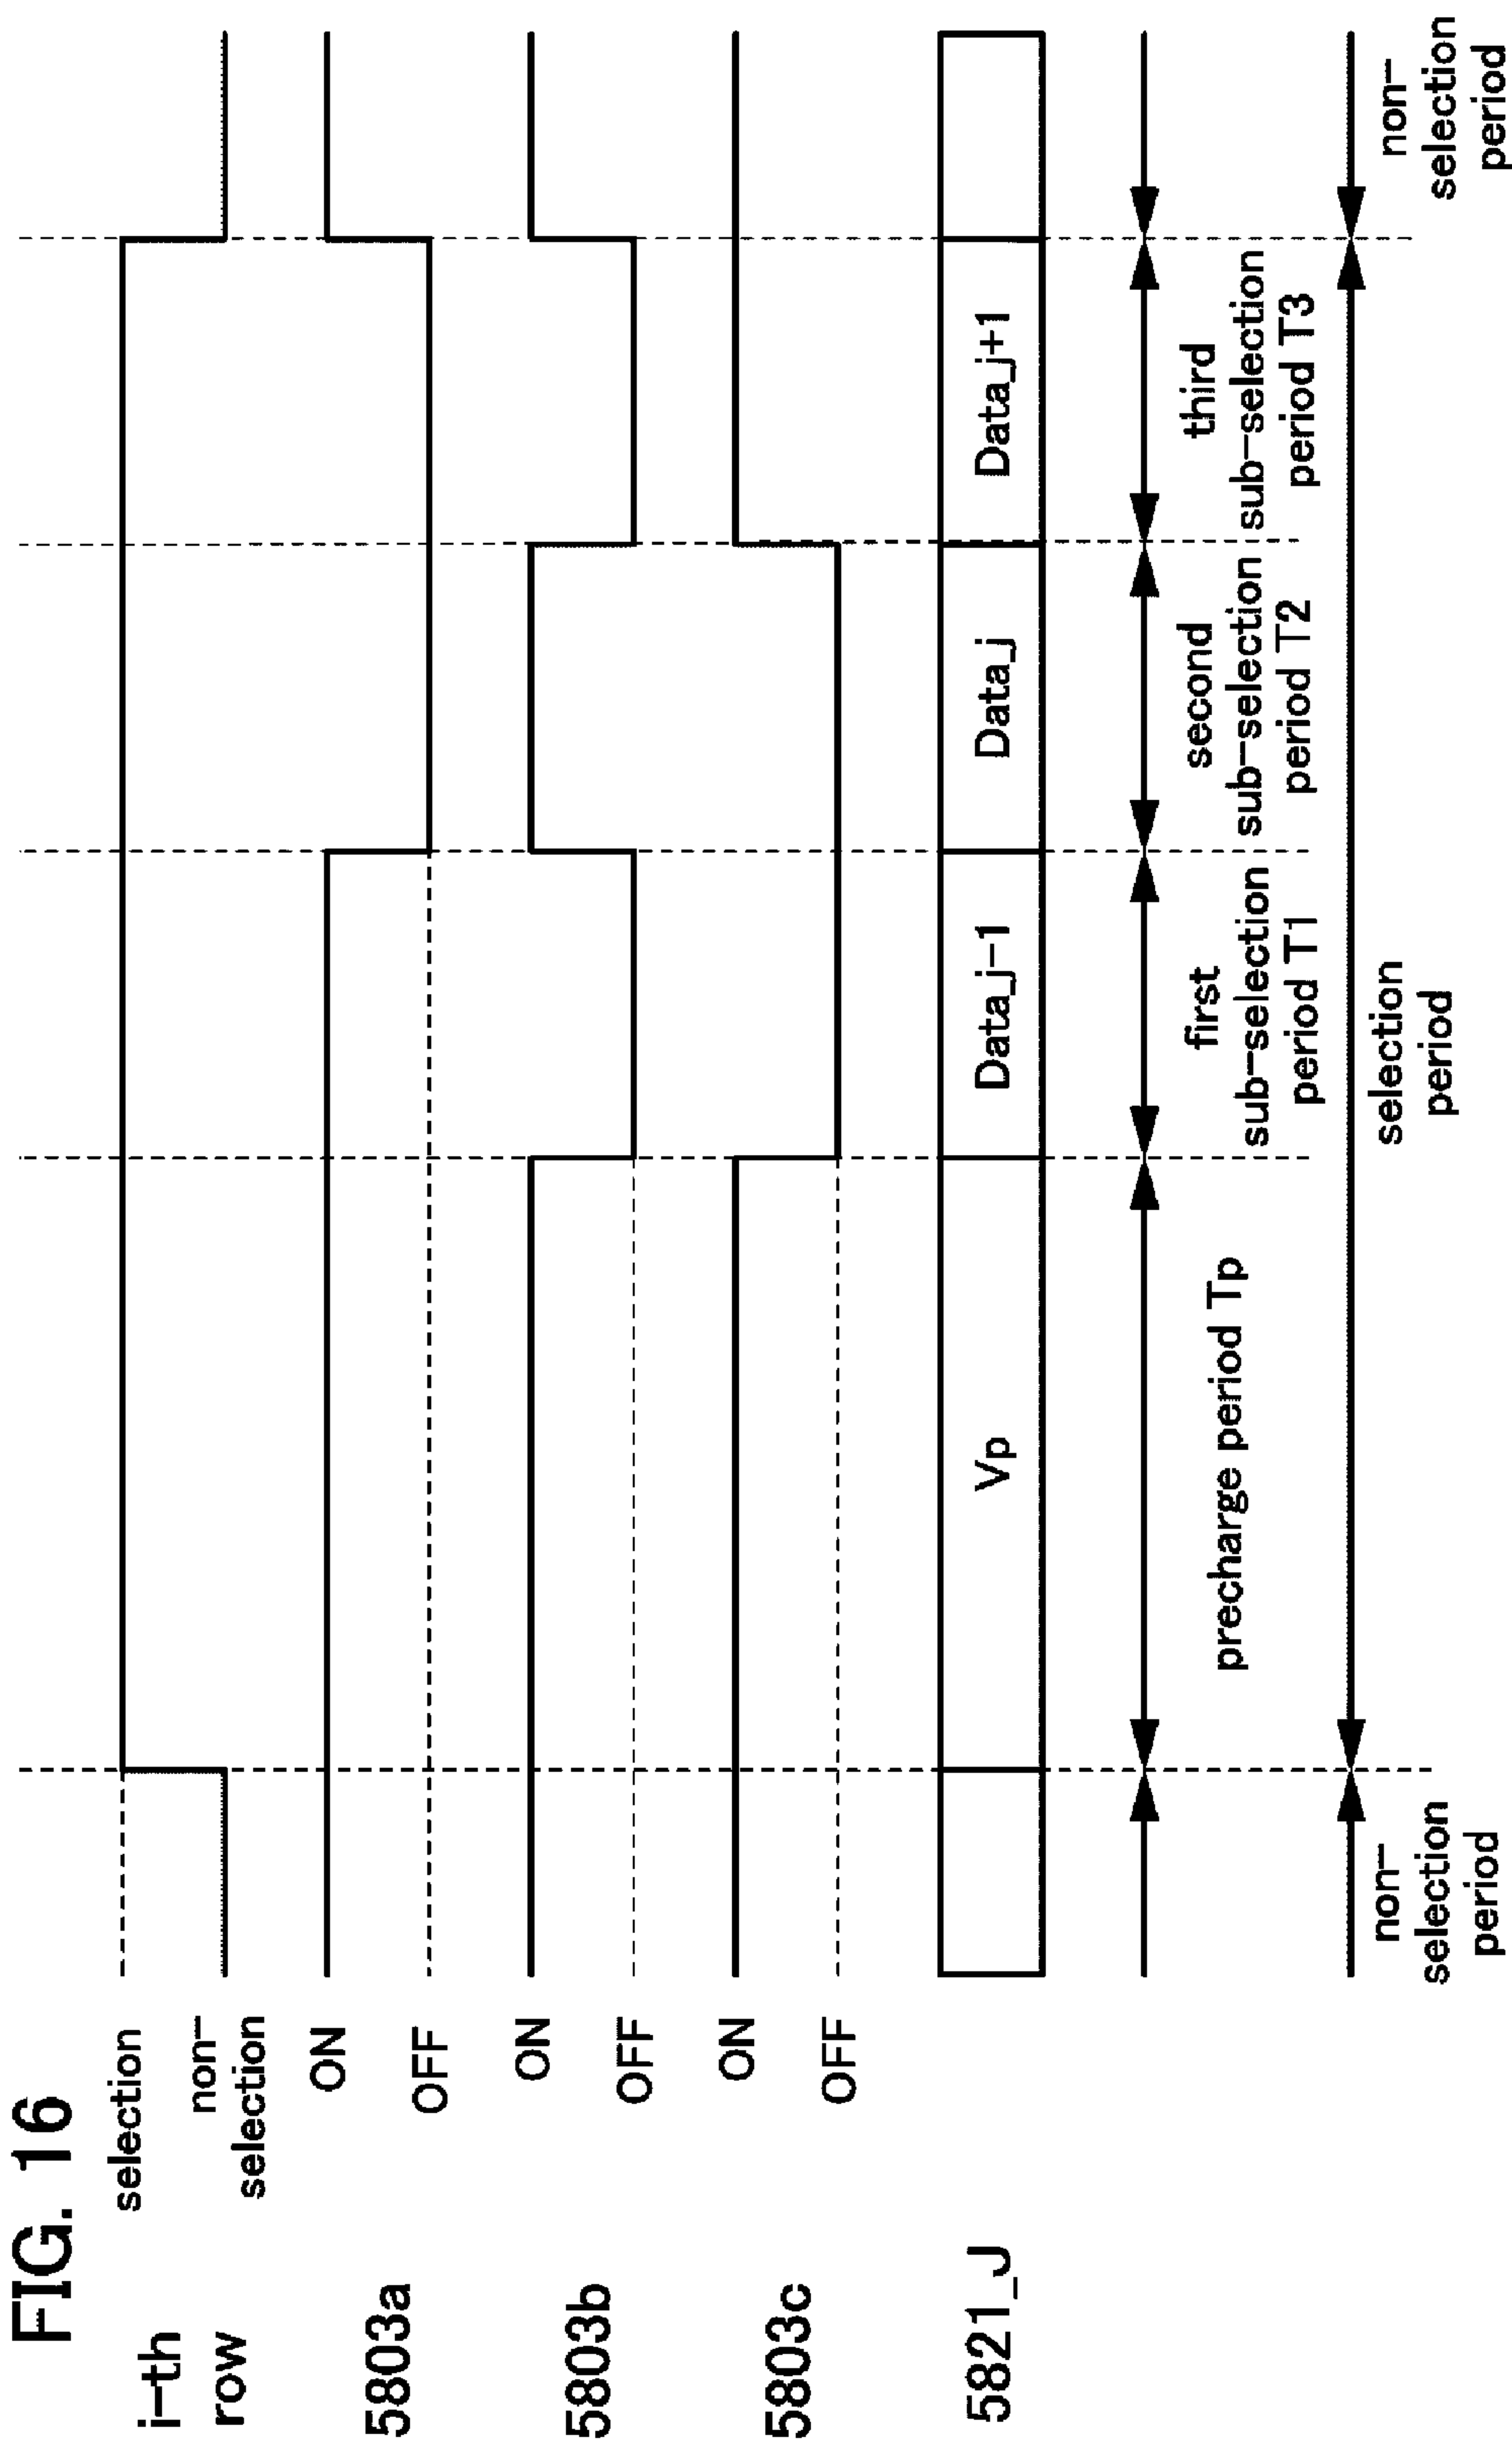 FIG. 16
i-th
row
selection
non-
selection
5803a
ON
OFF
5803b
ON
OFF
5803c
ON
OFF
5821_J
Vp
Data_j-1
Data_j
Data_j+1
precharge period Tp
first
sub-selection
period T1
second
sub-selection
period T2
third
sub-selection
period T3
non-
selection
period
selection
period
non-
selection
period